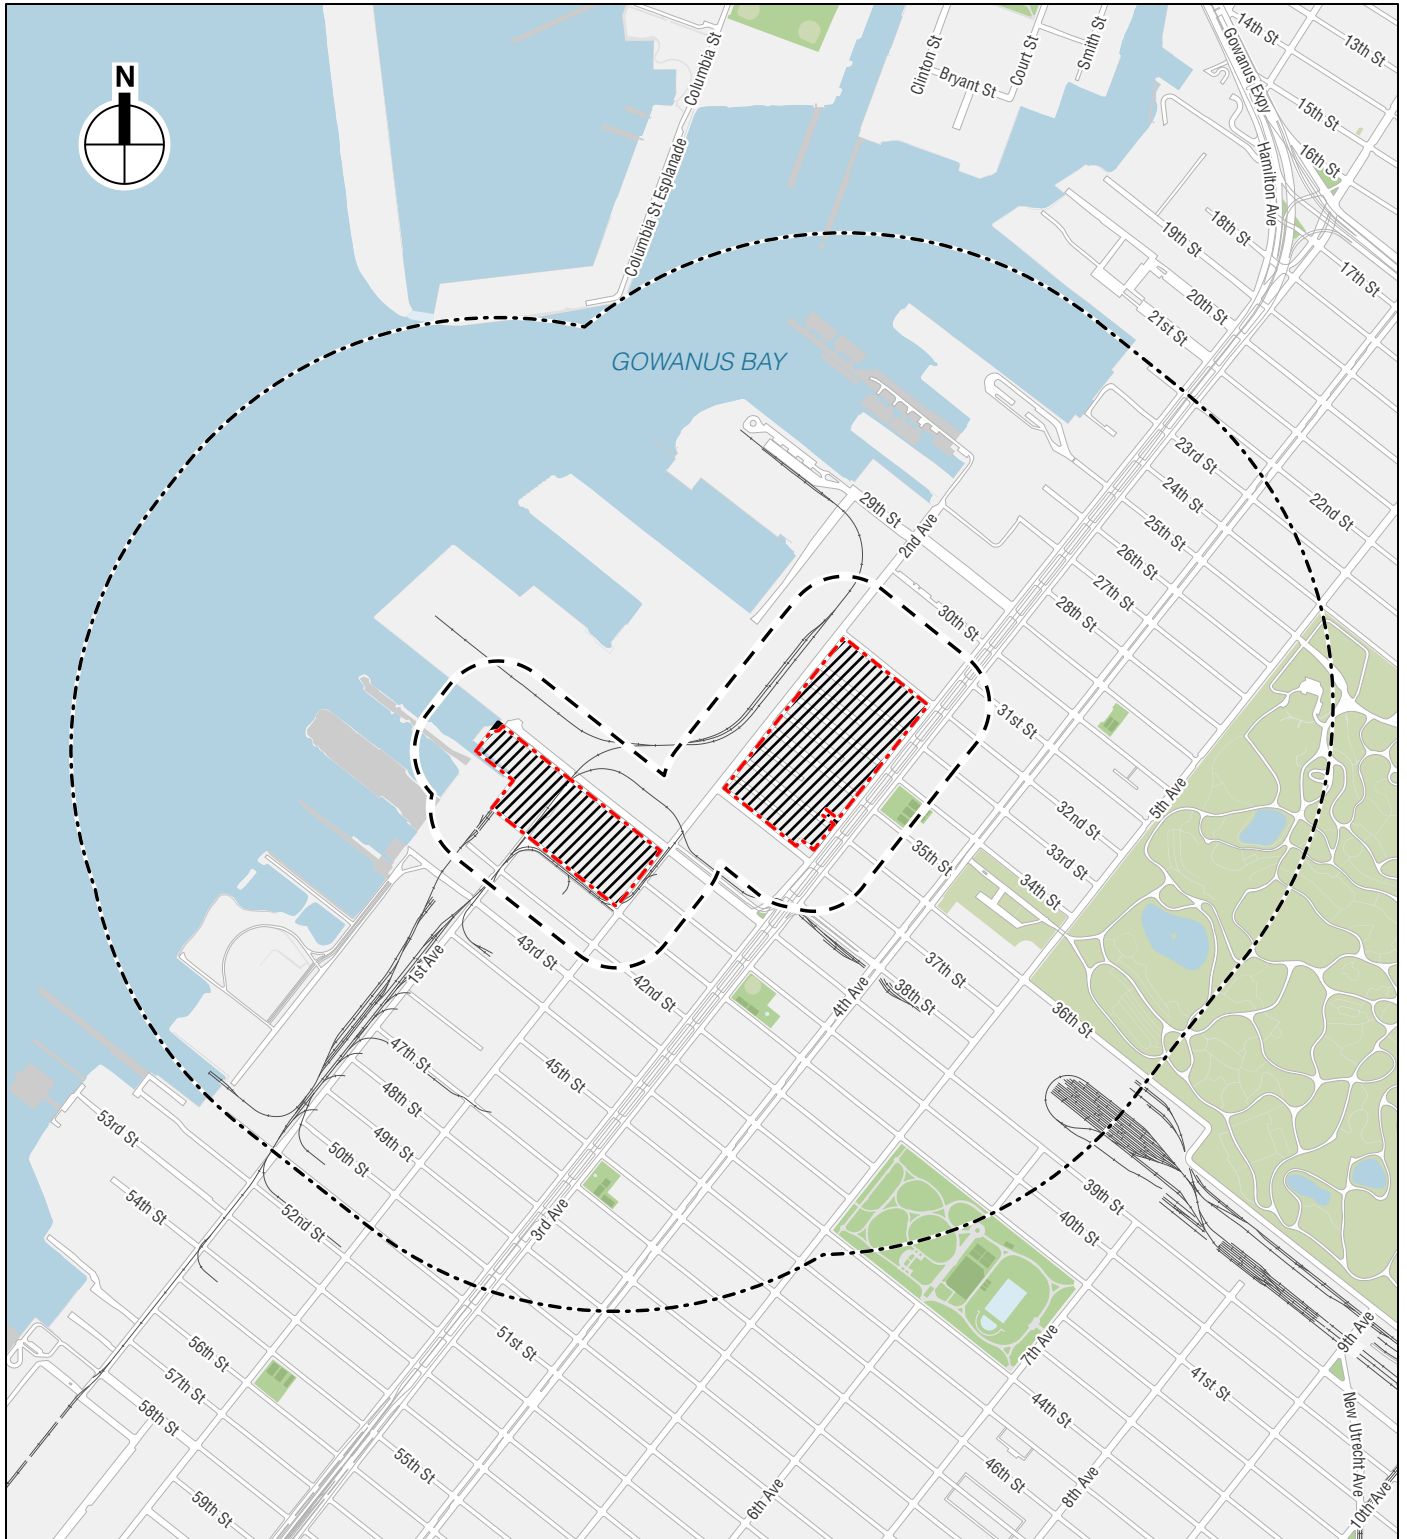 14th St
13th St
Smith St
Court St
Clinton St
Columbia St
Gowanus Expy
N
Bryant St
15th St
16th St
Hamilton Ave
Columbia St Esplanade
18th St
19th St
17th St
20th St
21st St
GOWANUS BAY
23rd St
24th St
22nd St
29th St
25th St
2nd Ave
26th St
27th St
28th St
30th St
31st St
5th Ave
32nd St
33rd St
35th St
34th St
43rd St
1st Ave
37th St
42nd St
4th Ave
38th St
36th St
47th St
45th St
48th St
53rd St
49th St
50th St
54th St
52nd St
3rd Ave
39th St
40th St
51st St
7th Ave
9th Ave
56th St
57th St
41st St
58th St
44th St
New Utrecht Ave
55th St
46th St
8th Ave
6th Ave
59th St
10th Ave